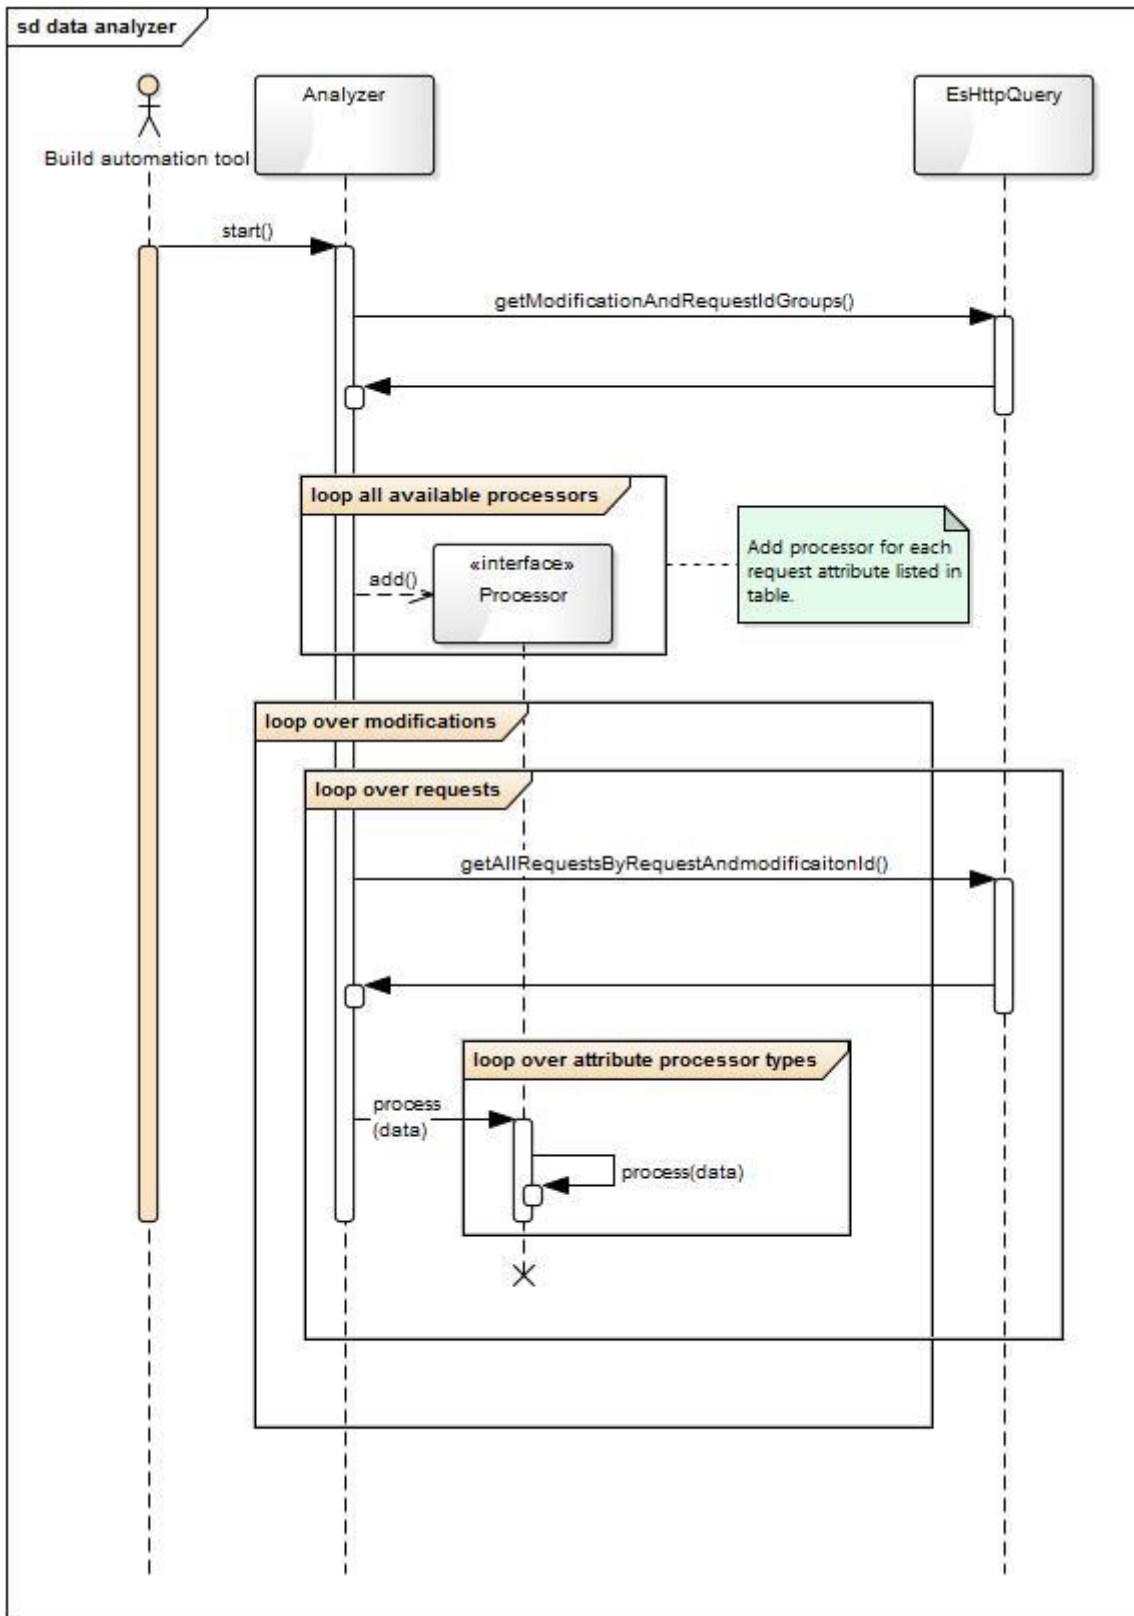 sd data analyzer
Analyzer
EsHttpQuery
Build automation tool
start()
getModificationAndRequestIdGroups()
loop all available processors
«interface»
Processor
add()
Add processor for each
request attribute listed in
table.
loop over modifications
loop over requests
getAllRequestsByRequestAndmodificaitonId()
loop over attribute processor types
process
(data)
process(data)